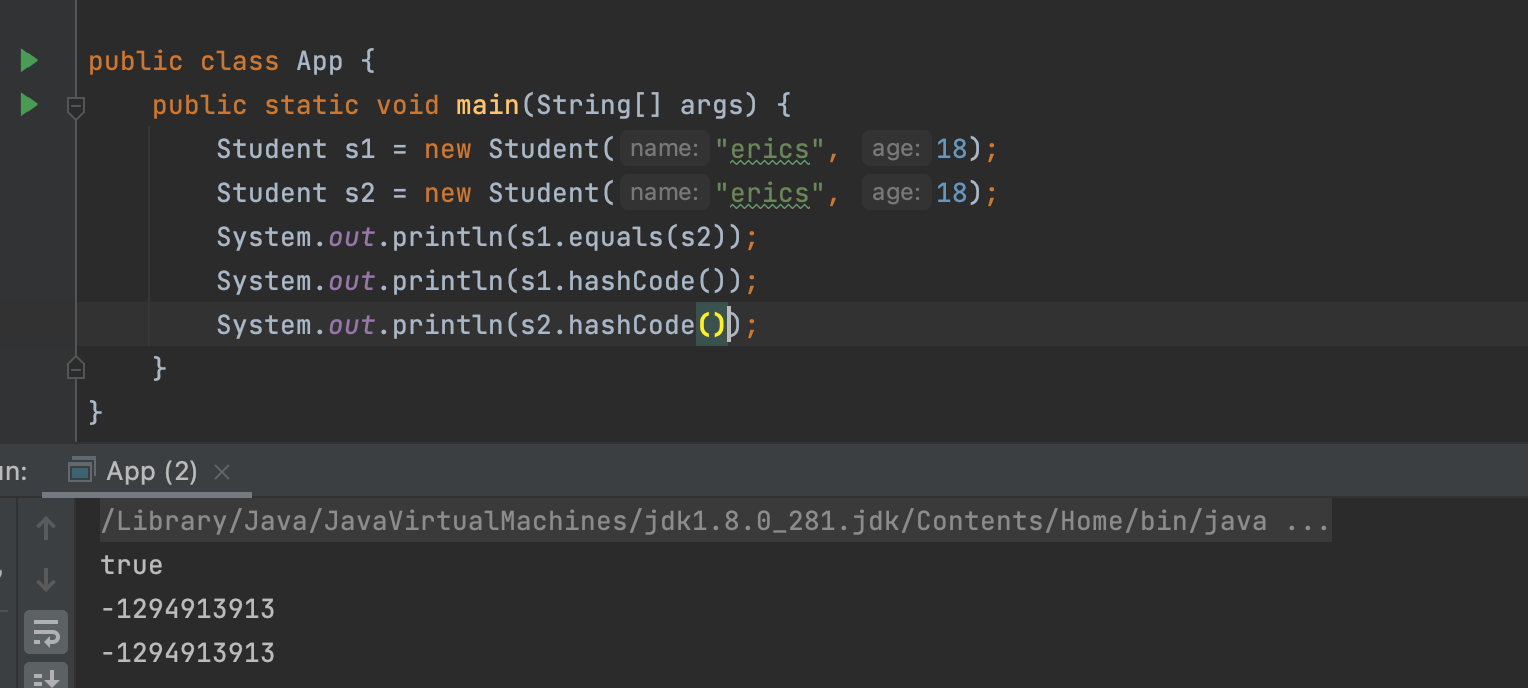 public class App {
public static void main(String[] args) {
Student s1 = new Student( name: "erics", age: 18);
Student s2 = new Student( name: "erics", age: 18);
System.out.println(s1.equals(s2));
System.out.println(s1.hashCode());
System.out.println(s2.hashCode());
}
}
un: App (2) ×
/Library/Java/JavaVirtualMachines/jdk1.8.0_281.jdk/Contents/Home/bin/java ...
true
-1294913913
-1294913913